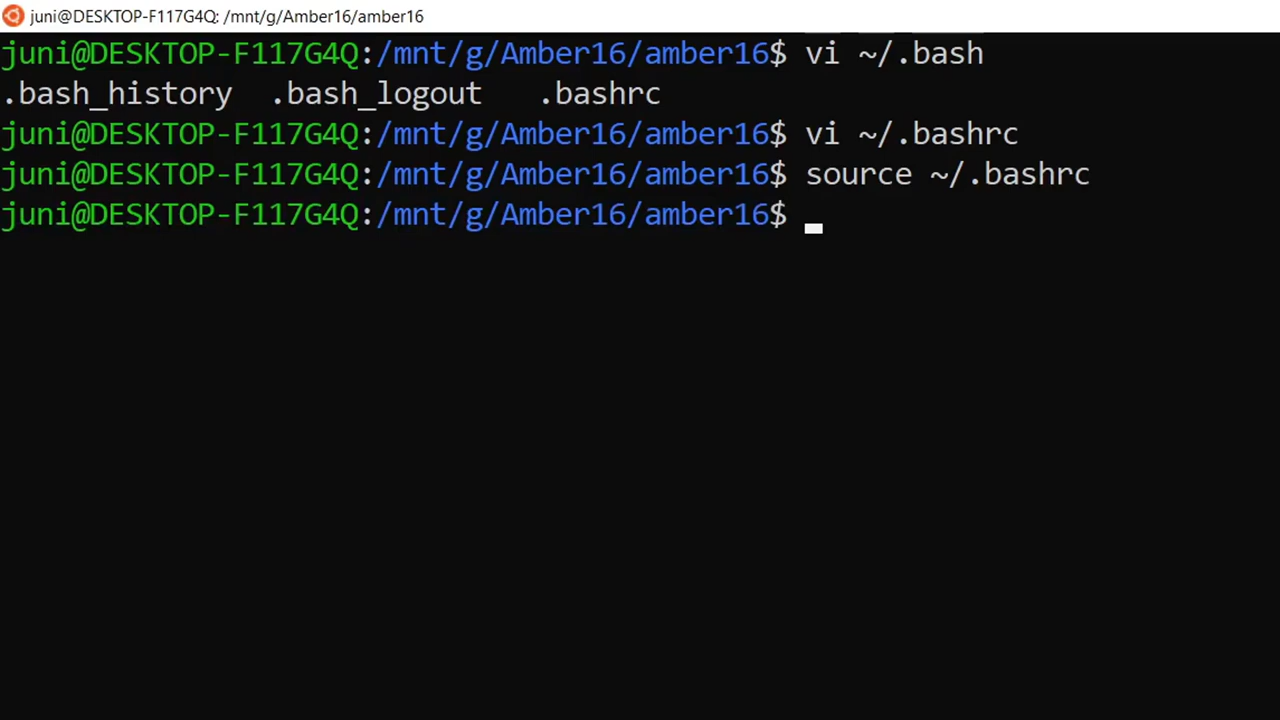 juni@DESKTOP-F117G4Q: /mnt/g/Amber16/amber16
juni@DESKTOP-F117G4Q:/mnt/g/Amber16/amber16$ vi ~/.bash
.bash_history  .bash_logout   .bashrc
juni@DESKTOP-F117G4Q:/mnt/g/Amber16/amber16$ vi ~/.bashrc
juni@DESKTOP-F117G4Q:/mnt/g/Amber16/amber16$ source ~/.bashrc
juni@DESKTOP-F117G4Q:/mnt/g/Amber16/amber16$